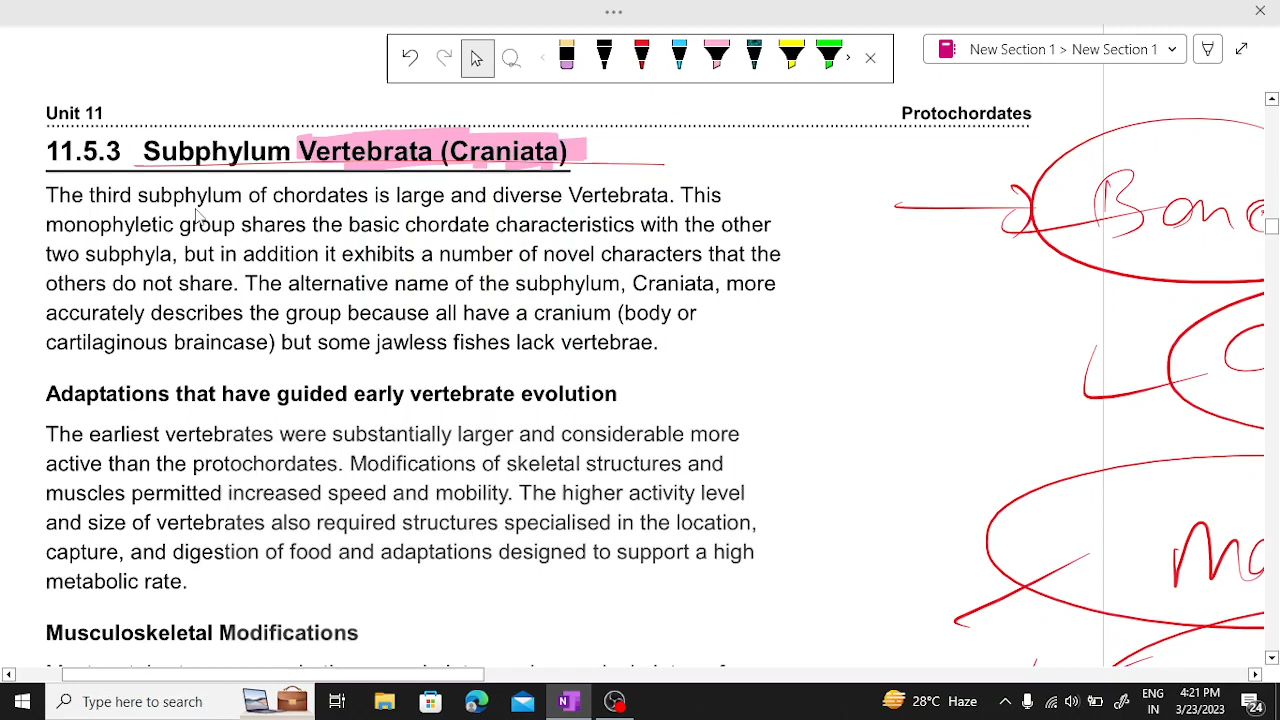 New Section 1 > New Section 1
Unit 11
Protochordates
11.5.3 Subphylum Vertebrata (Craniata)
The third subphylum of chordates is large and diverse Vertebrata. This
monophyletic group shares the basic chordate characteristics with the other
two subphyla, but in addition it exhibits a number of novel characters that the
others do not share. The alternative name of the subphylum, Craniata, more
accurately describes the group because all have a cranium (body or
cartilaginous braincase) but some jawless fishes lack vertebrae.
Adaptations that have guided early vertebrate evolution
The earliest vertebrates were substantially larger and considerable more
active than the protochordates. Modifications of skeletal structures and
muscles permitted increased speed and mobility. The higher activity level
and size of vertebrates also required structures specialised in the location,
capture, and digestion of food and adaptations designed to support a high
metabolic rate.
Musculoskeletal Modifications
Type here to search
28°C Haze
ENG
IN
4:21 PM
3/23/2023
24